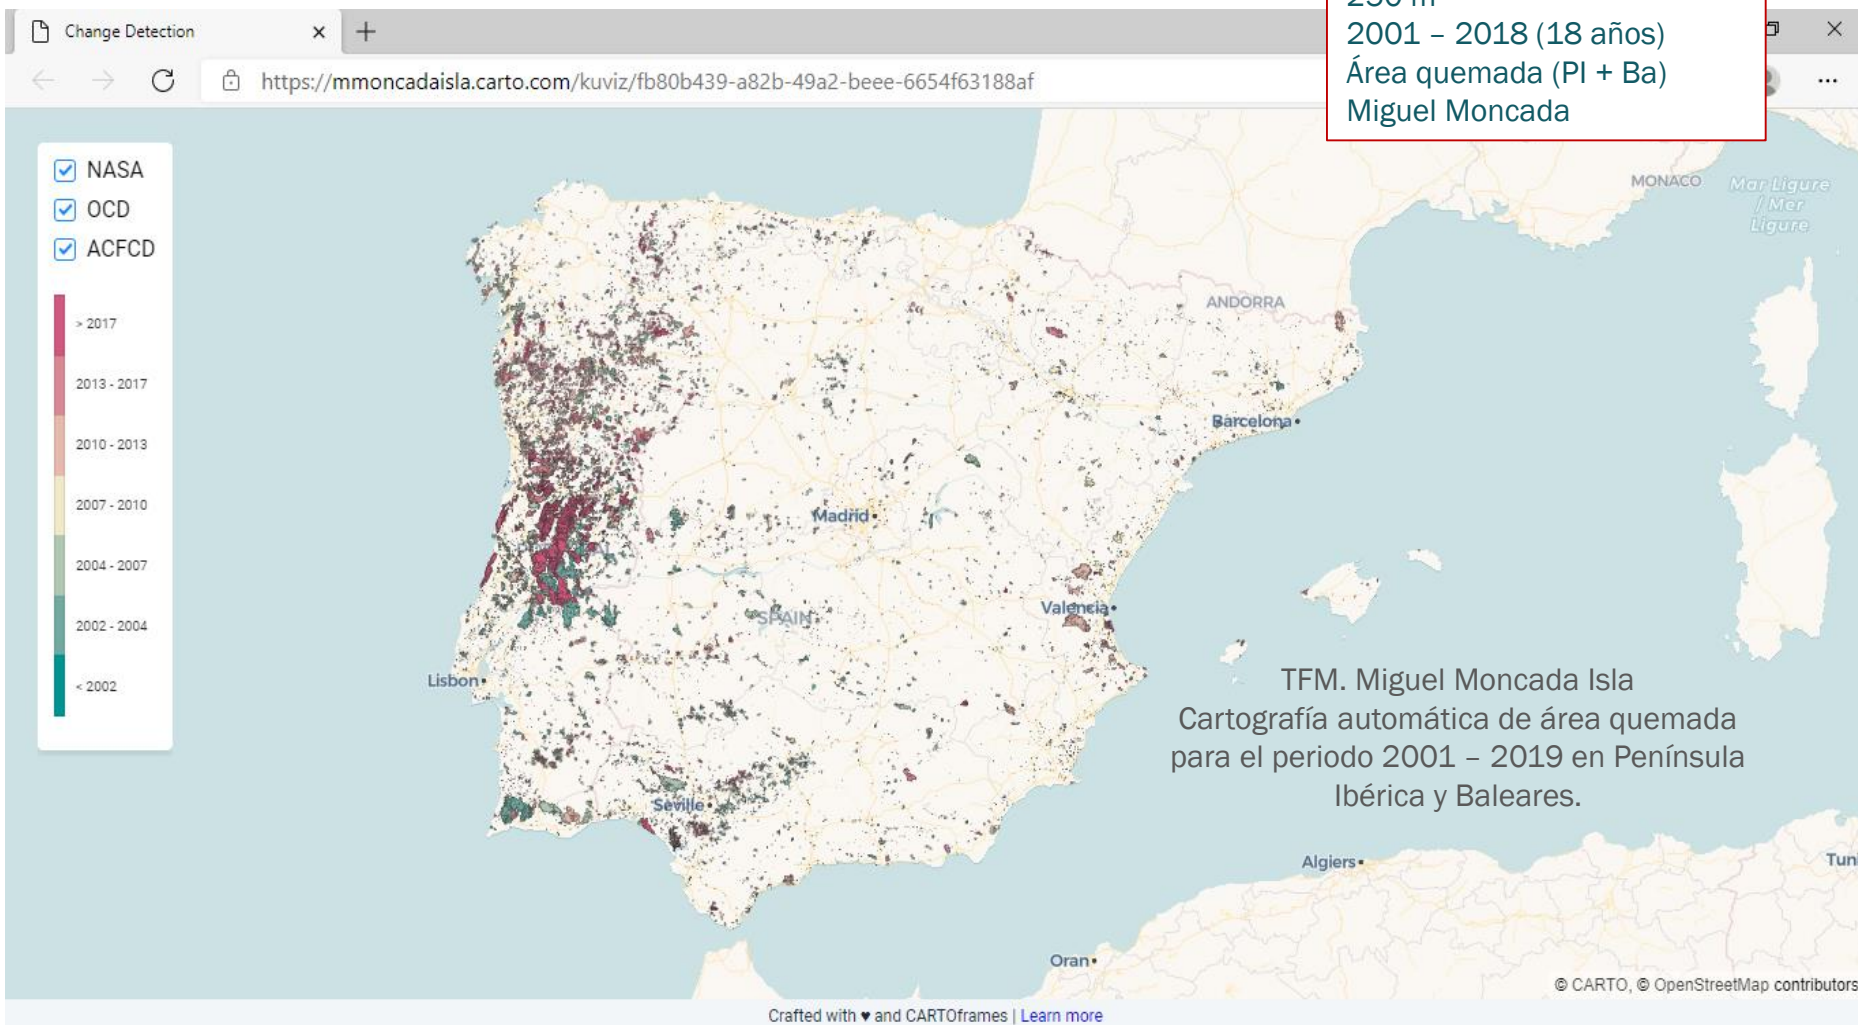 250 m
2001 – 2018 (18 años)
Área quemada (PI + Ba)
Miguel Moncada
Change Detection
https://mmoncadaisla.carto.com/kuviz/fb80b439-a82b-49a2-beee-6654f63188af
NASA
OCD
ACFCD
> 2017
2013 - 2017
2010 - 2013
2007 - 2010
2004 - 2007
2002 - 2004
< 2002
MONACO
Mar Ligure
/ Mer
Ligure
ANDORRA
Barcelona
Madrid
Valencia
SPAIN
Lisbon
Seville
TFM. Miguel Moncada Isla
Cartografía automática de área quemada
para el periodo 2001 – 2019 en Península
Ibérica y Baleares.
Algiers
Tuni
Oran
© CARTO, © OpenStreetMap contributors
Crafted with ♥ and CARTOframes | Learn more